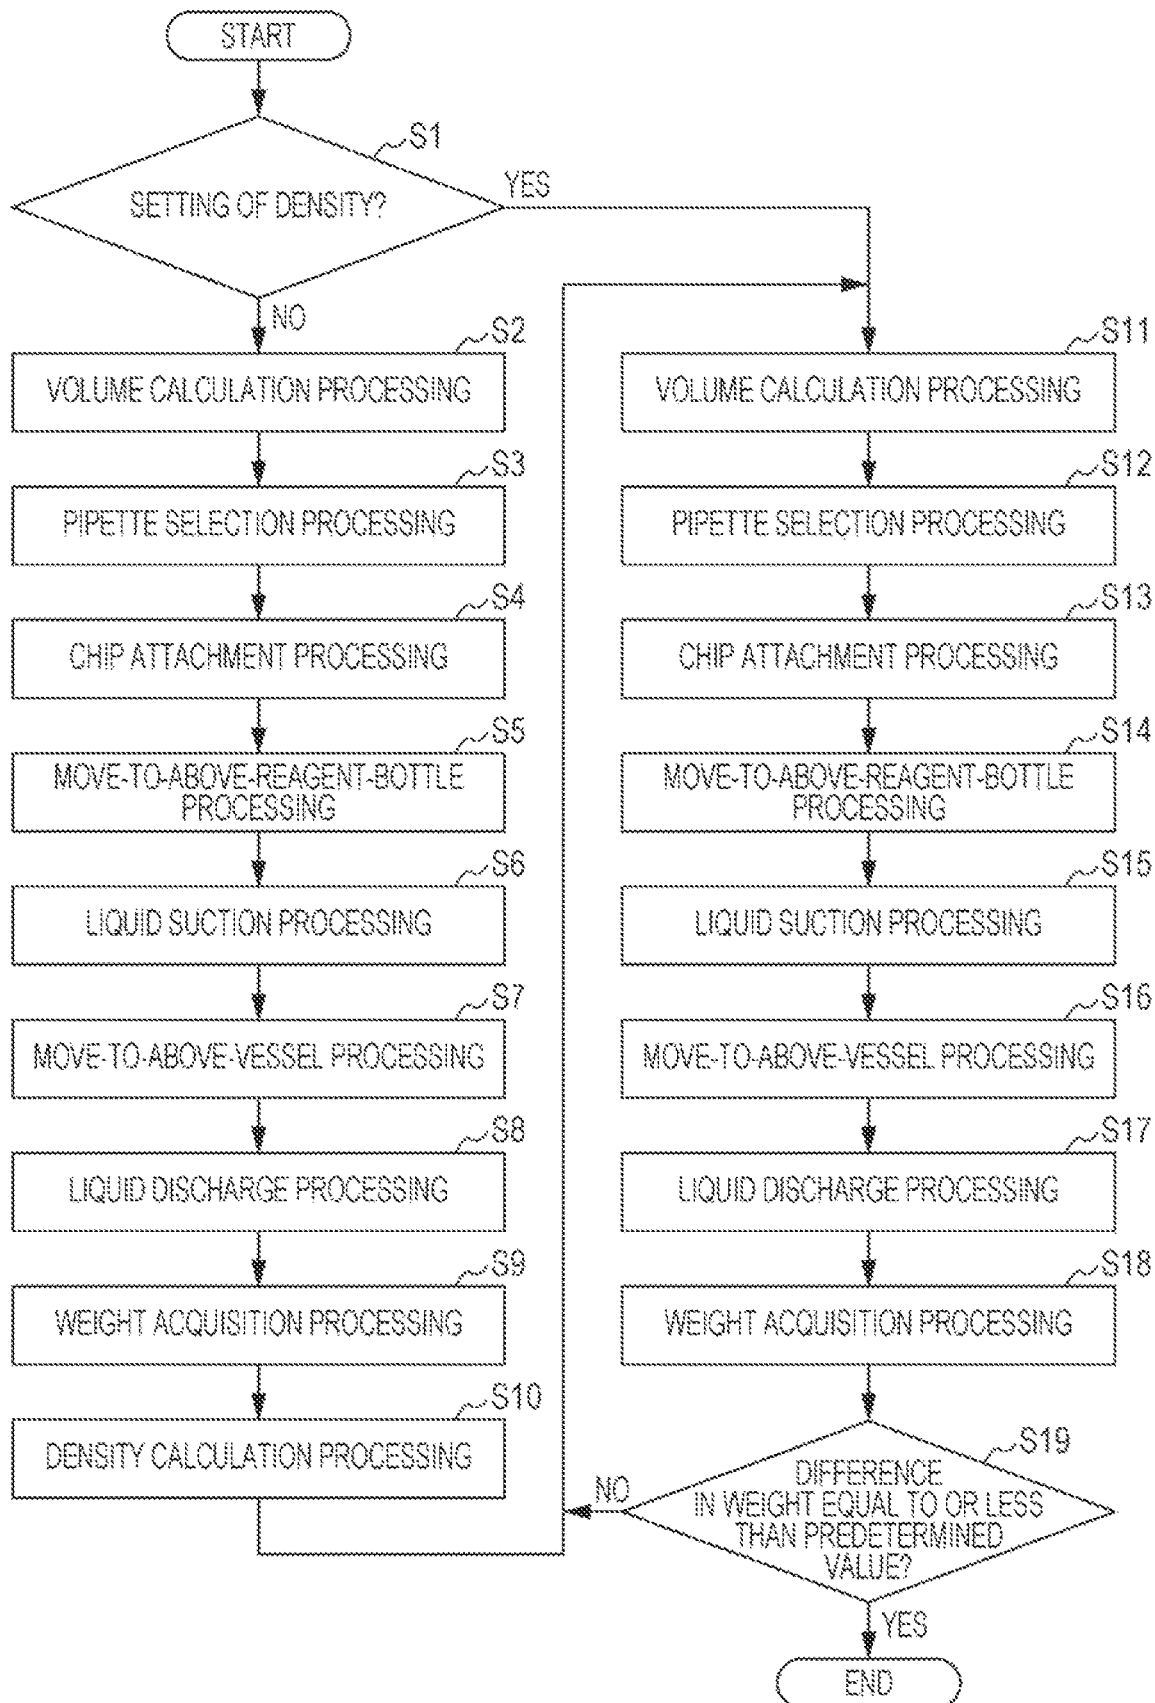 START
S1
SETTING OF DENSITY?
YES
NO
S2
VOLUME CALCULATION PROCESSING
S3
PIPETTE SELECTION PROCESSING
S4
CHIP ATTACHMENT PROCESSING
S5
MOVE-TO-ABOVE-REAGENT-BOTTLE
PROCESSING
S6
LIQUID SUCTION PROCESSING
S7
MOVE-TO-ABOVE-VESSEL PROCESSING
S8
LIQUID DISCHARGE PROCESSING
S9
WEIGHT ACQUISITION PROCESSING
S10
DENSITY CALCULATION PROCESSING
S11
VOLUME CALCULATION PROCESSING
S12
PIPETTE SELECTION PROCESSING
S13
CHIP ATTACHMENT PROCESSING
S14
MOVE-TO-ABOVE-REAGENT-BOTTLE
PROCESSING
S15
LIQUID SUCTION PROCESSING
S16
MOVE-TO-ABOVE-VESSEL PROCESSING
S17
LIQUID DISCHARGE PROCESSING
S18
WEIGHT ACQUISITION PROCESSING
S19
DIFFERENCE
IN WEIGHT EQUAL TO OR LESS
THAN PREDETERMINED
VALUE?
NO
YES
END